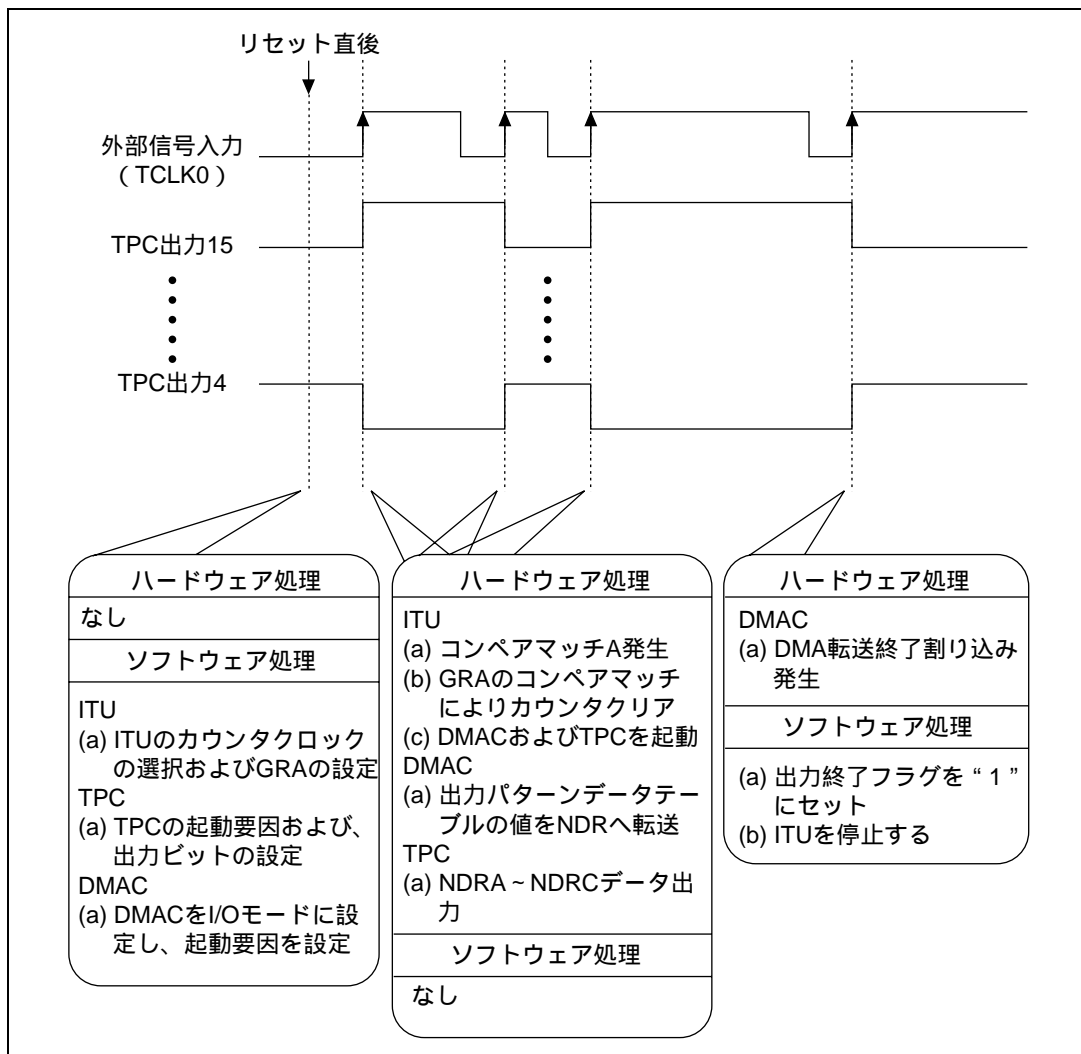 リセット直後
外部信号入力
(TCLK0)
TPC出力15
TPC出力4
ハードウェア処理
なし
ソフトウェア処理
ITU
(a) ITUのカウンタクロック
の選択およびGRAの設定
TPC
(a) TPCの起動要因および、
出力ビットの設定
DMAC
(a) DMACをI/Oモードに設
定し、起動要因を設定
ハードウェア処理
ITU
(a) コンペアマッチA発生
(b) GRAのコンペアマッチ
によりカウンタクリア
(c) DMACおよびTPCを起動
DMAC
(a) 出力パターンデータテー
ブルの値をNDRへ転送
TPC
(a) NDRA~NDRCデータ出
力
ソフトウェア処理
なし
ハードウェア処理
DMAC
(a) DMA転送終了割り込み
発生
ソフトウェア処理
(a) 出力終了フラグを“1”
にセット
(b) ITUを停止する